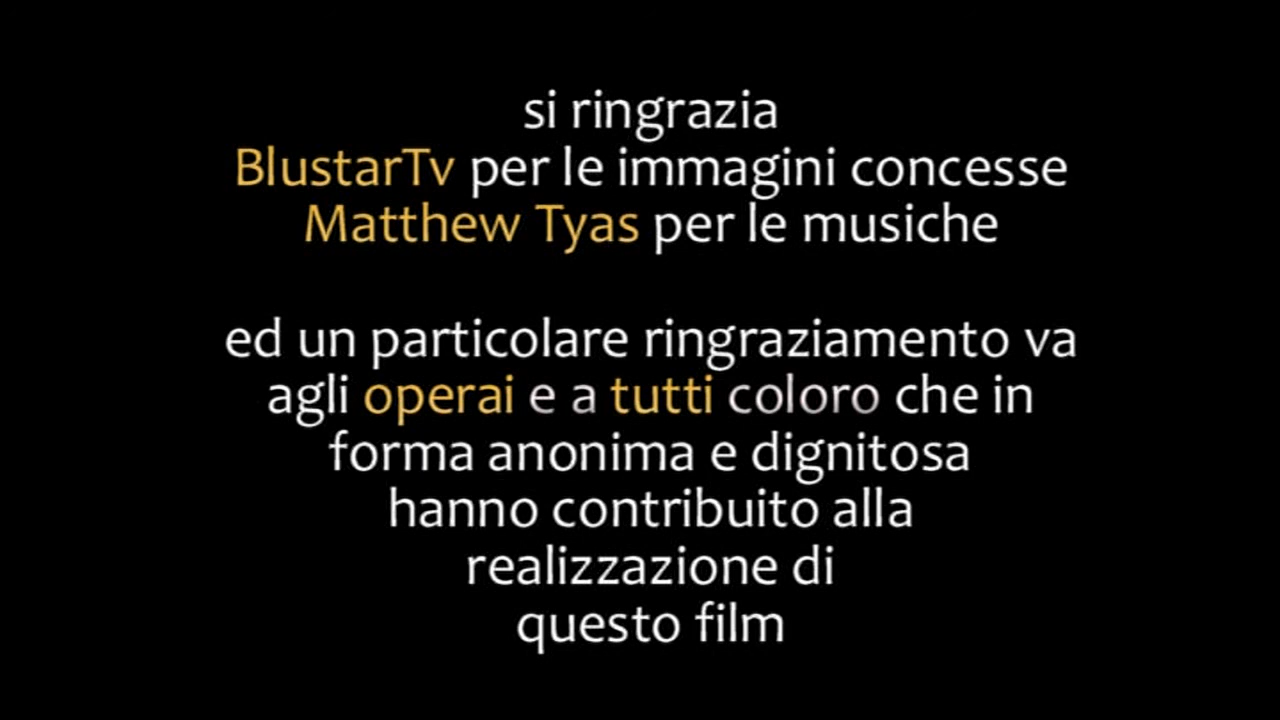 si ringrazia
BlustarTv per le immagini concesse
Matthew Tyas per le musiche
ed un particolare ringraziamento va
agli operai e a tutti coloro che in
forma anonima e dignitosa
hanno contribuito alla
realizzazione di
questo film